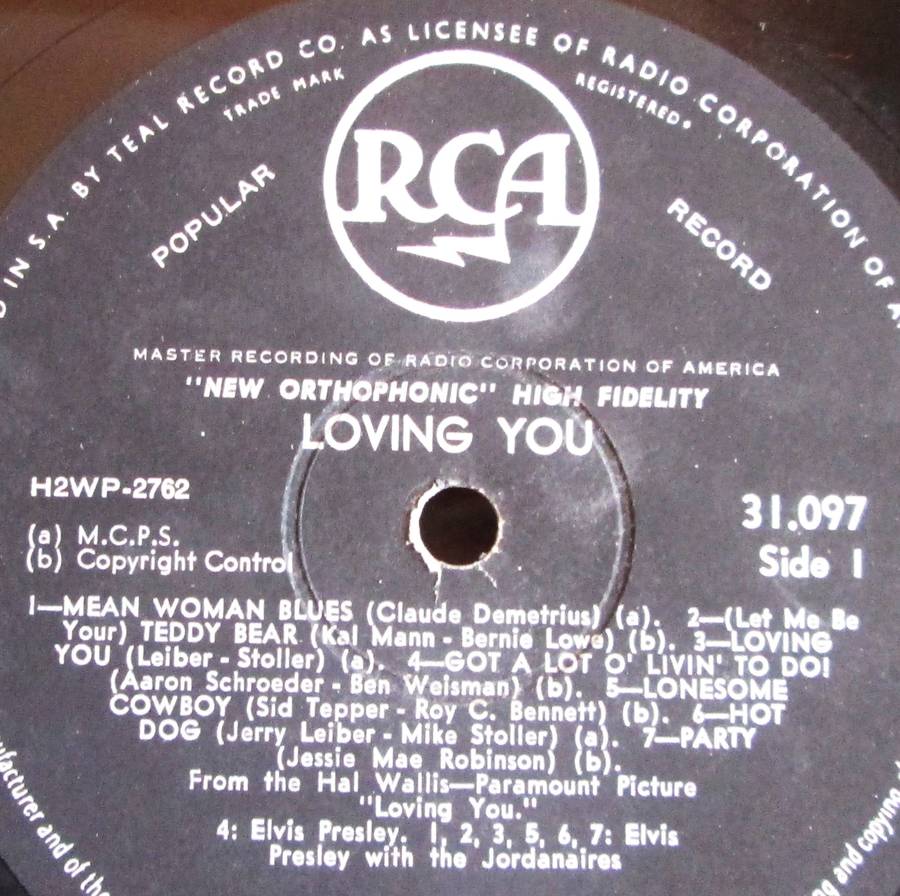 IN S.A. BY TEAL RECORD CO. AS LICENSEE OF RADIO CORPORATION OF
TRADE MARK
REGISTERED.
RCA
POPULAR
RECORD
MASTER RECORDING OF RADIO CORPORATION OF AMERICA
"NEW ORTHOPHONIC" HIGH FIDELITY
LOVING YOU
H2WP-2762
31.097
(a) M.C.P.S.
(b) Copyright Control
Side 1
1—MEAN WOMAN BLUES (Claude Demetrius) (a). 2—(Let Me Be
Your) TEDDY BEAR (Kal Mann - Bernie Lowe) (b). 3—LOVING
YOU (Leiber - Stoller) (a). 4—GOT A LOT O' LIVIN' TO DO!
(Aaron Schroeder - Ben Weisman) (b). 5—LONESOME
COWBOY (Sid Tepper - Roy C. Bennett) (b). 6—HOT
DOG (Jerry Leiber - Mike Stoller) (a). 7—PARTY
(Jessie Mae Robinson) (b).
From the Hal Wallis—Paramount Picture
"Loving You."
4: Elvis Presley. 1, 2, 3, 5, 6, 7: Elvis
Presley with the Jordanaires
and of the
and copying